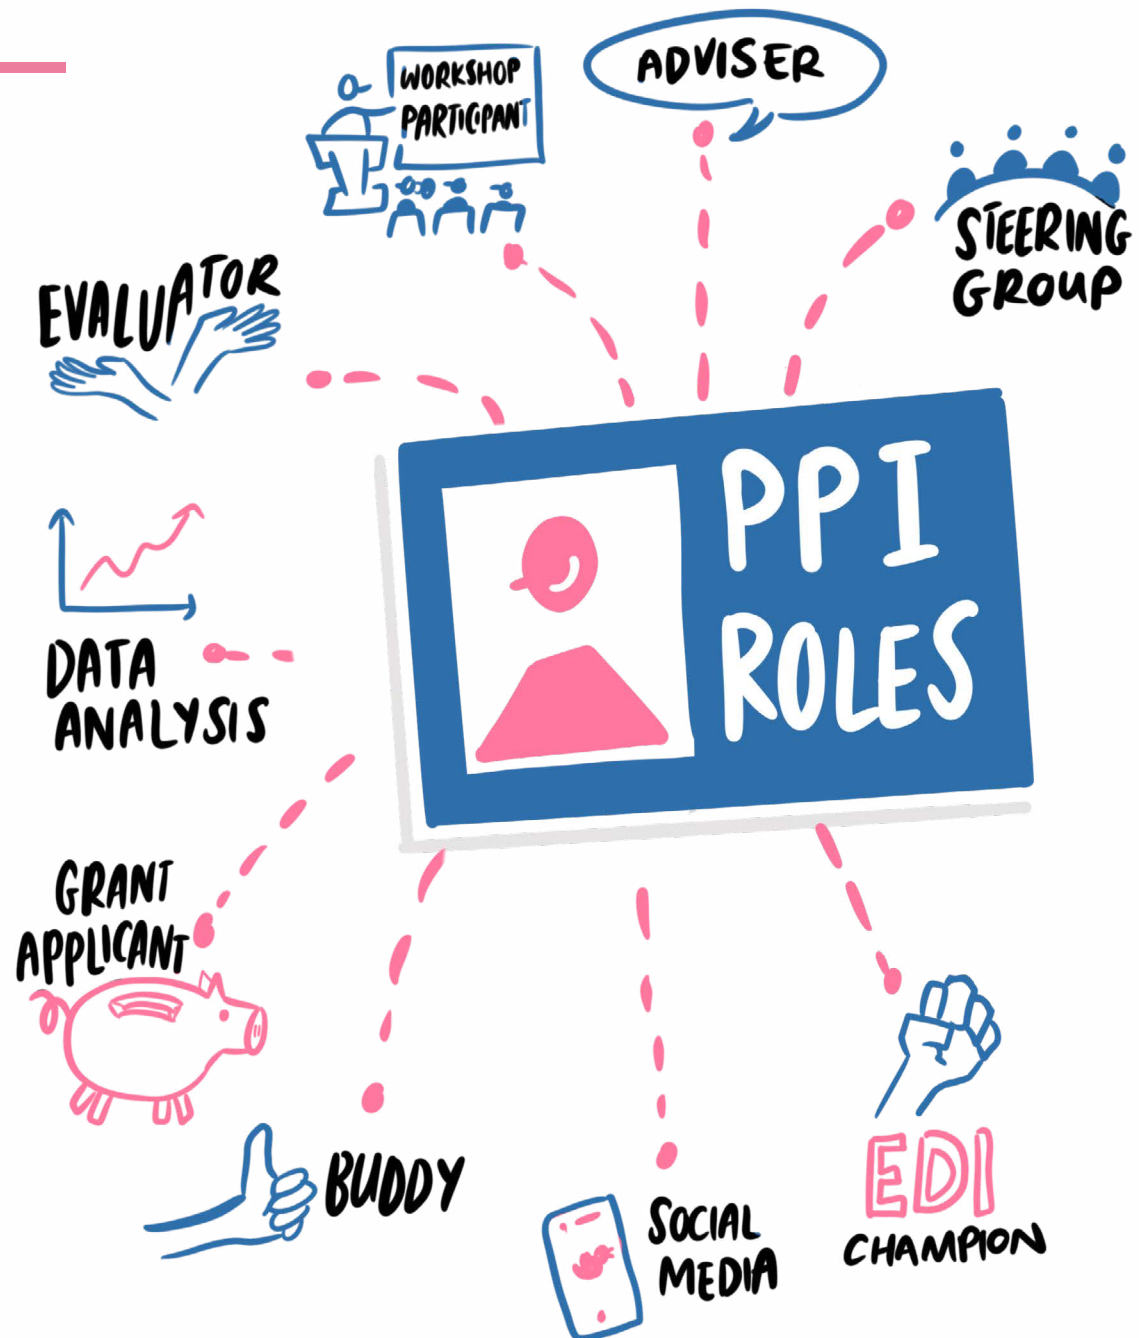 WORKSHOP
PARTICIPANT
ADVISER
STEERING
GROUP
EVALUATOR
PPI
ROLES
DATA
ANALYSIS
GRANT
APPLICANT
BUDDY
SOCIAL
MEDIA
EDI
CHAMPION